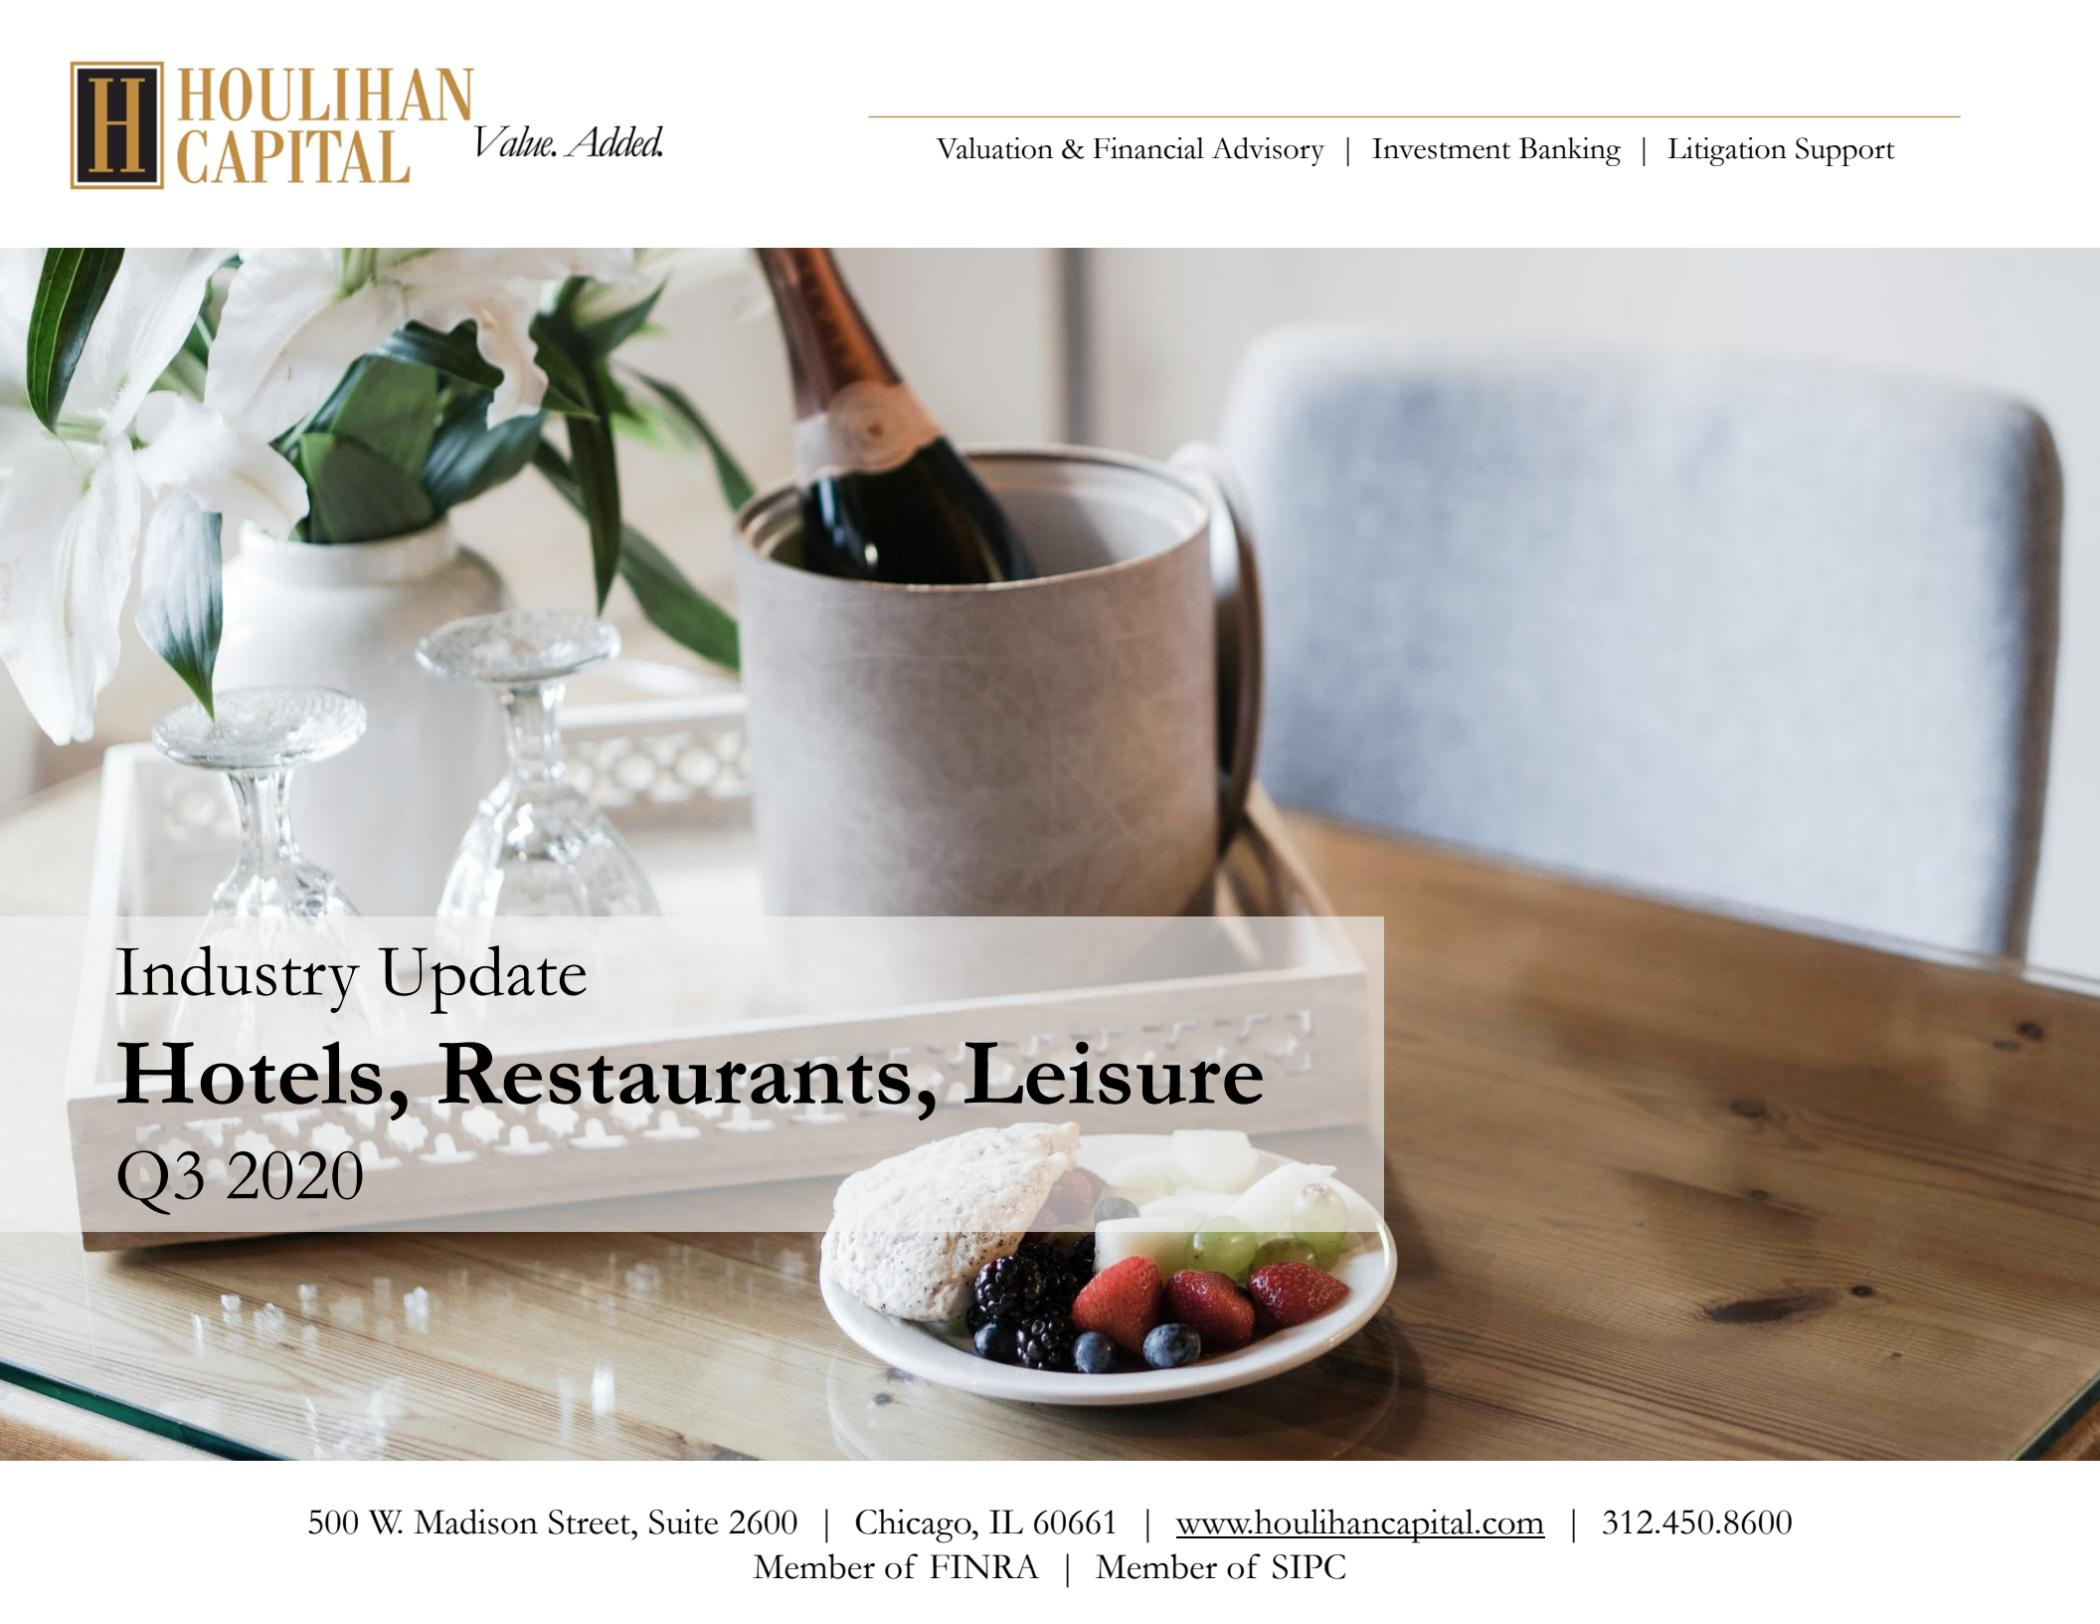 H HOULIHAN
CAPITAL Value. Added.
Valuation & Financial Advisory | Investment Banking | Litigation Support
Industry Update
Hotels, Restaurants, Leisure
Q3 2020
500 W. Madison Street, Suite 2600 | Chicago, IL 60661 | www.houlihancapital.com | 312.450.8600
Member of FINRA | Member of SIPC